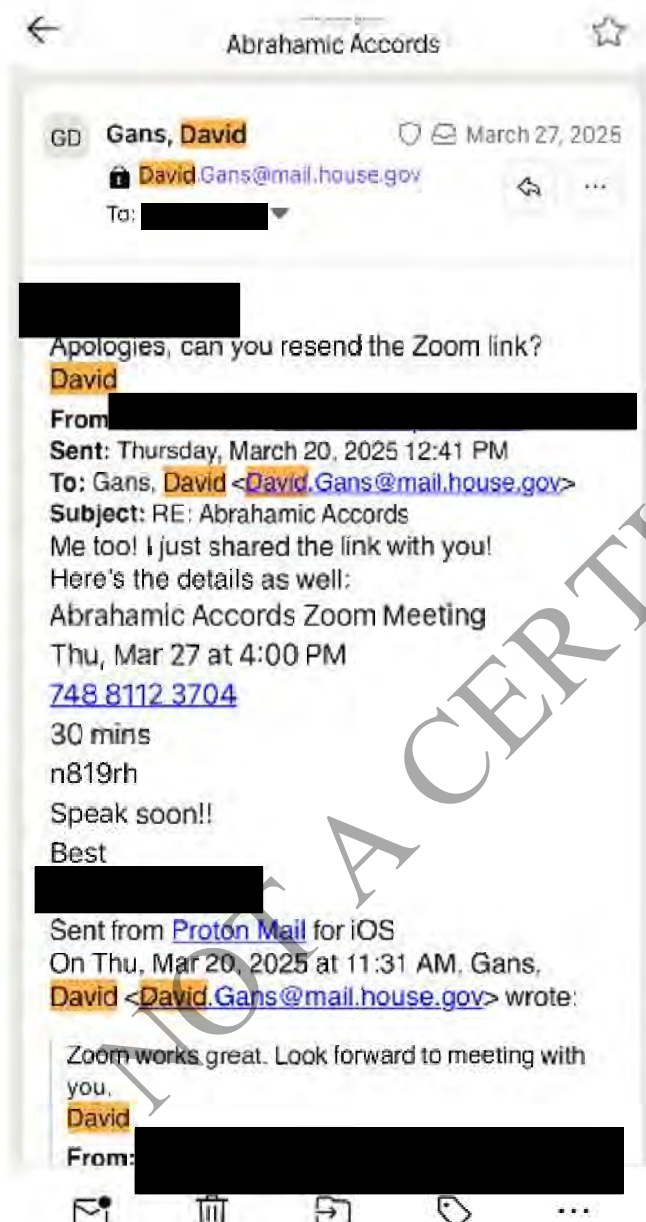 Abrahamic Accords
GD Gans, David March 27, 2025
David.Gans@mail.house.gov
To:
Apologies, can you resend the Zoom link?
David
From
Sent: Thursday, March 20, 2025 12:41 PM
To: Gans, David <David.Gans@mail.house.gov>
Subject: RE: Abrahamic Accords
Me too! I just shared the link with you!
Here's the details as well:
Abrahamic Accords Zoom Meeting
Thu, Mar 27 at 4:00 PM
748 8112 3704
30 mins
n819rh
Speak soon!!
Best
Sent from Proton Mail for iOS
On Thu, Mar 20, 2025 at 11:31 AM, Gans,
David <David.Gans@mail.house.gov> wrote:
Zoom works great. Look forward to meeting with
you,
David
From:
NOT A CERTI